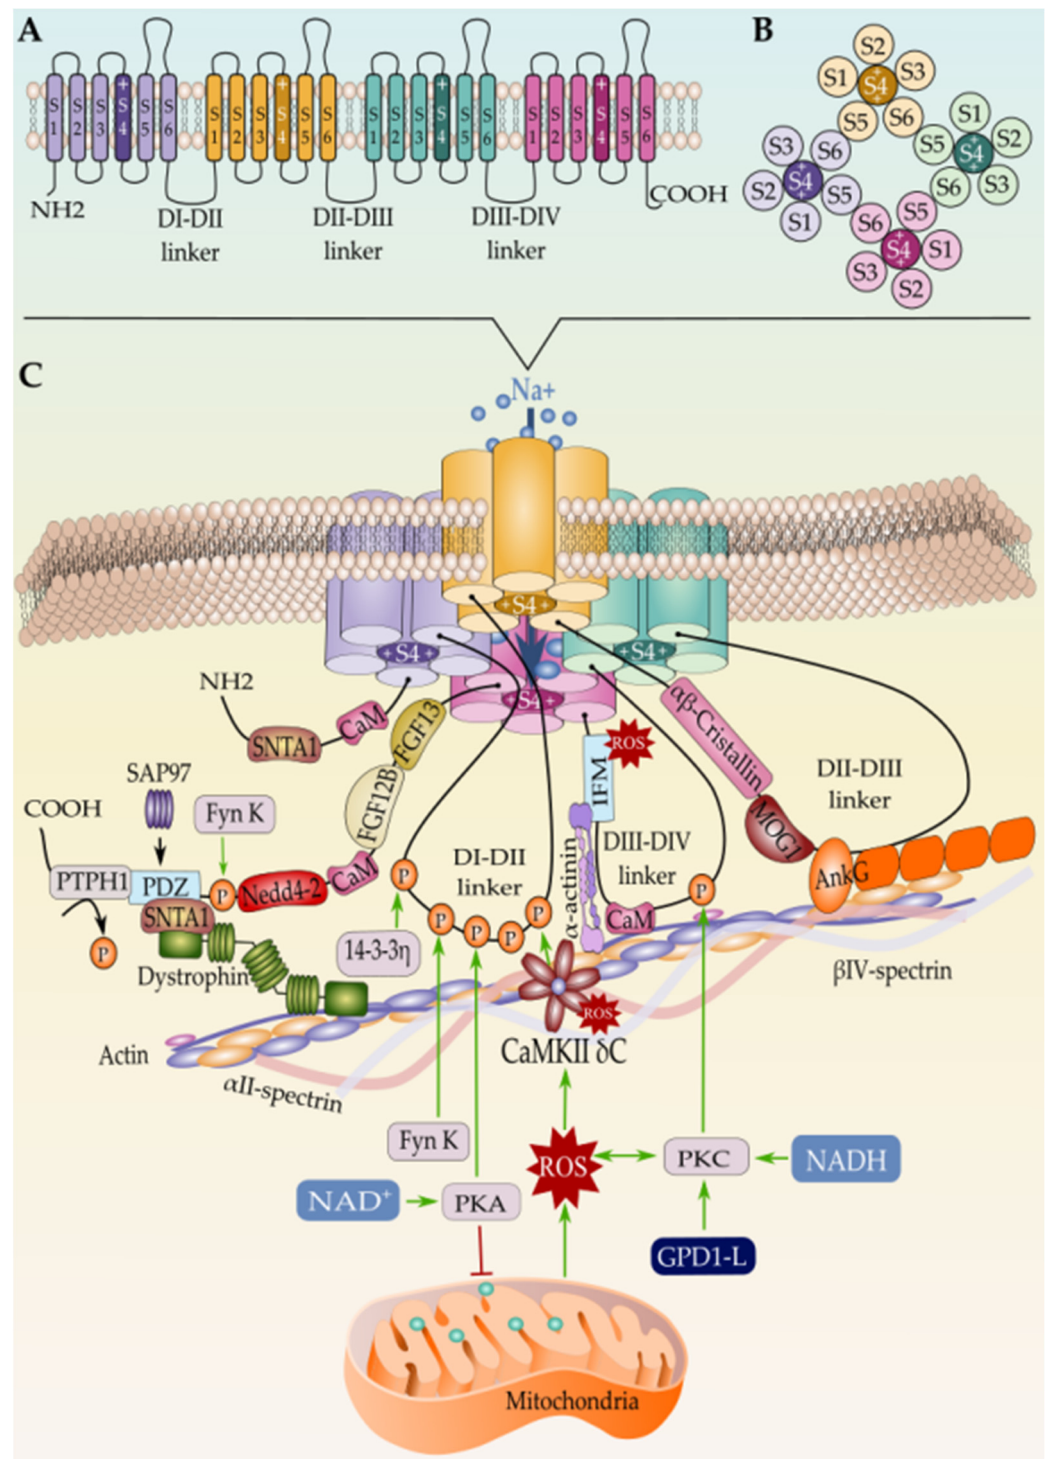 A
S1 S2 S3 +S4 S5 S6 S1 S2 S3 +S4 S5 S6 S1 S2 S3 +S4 S5 S6 S1 S2 S3 +S4 S5 S6
NH2
DI-DII
linker
DII-DIII
linker
DIII-DIV
linker
COOH
B
S2
S1
S3
+S4+
S5
S6
S1
S5
S2
+S4+
S6
S3
S3
S6
+S4+
S2
S5
S1
S6
S5
+S4+
S1
S3
S2
C
Na+
+S4+
+S4+
+S4+
+S4+
NH2
SNTA1
CaM
FGF13
FGF12B
CaM
SAP97
COOH
Fyn K
PTPH1
PDZ
P
Nedd4-2
SNTA1
P
Dystrophin
14-3-3η
P
DI-DII
linker
P
P
P
P
ROS
IFM
α-actinin
DIII-DIV
linker
CaM
P
αβ-Cristallin
MOG1
DII-DIII
linker
AnkG
βIV-spectrin
ROS
CaMKII δC
Actin
αII-spectrin
Fyn K
NAD+
PKA
ROS
PKC
NADH
GPD1-L
Mitochondria